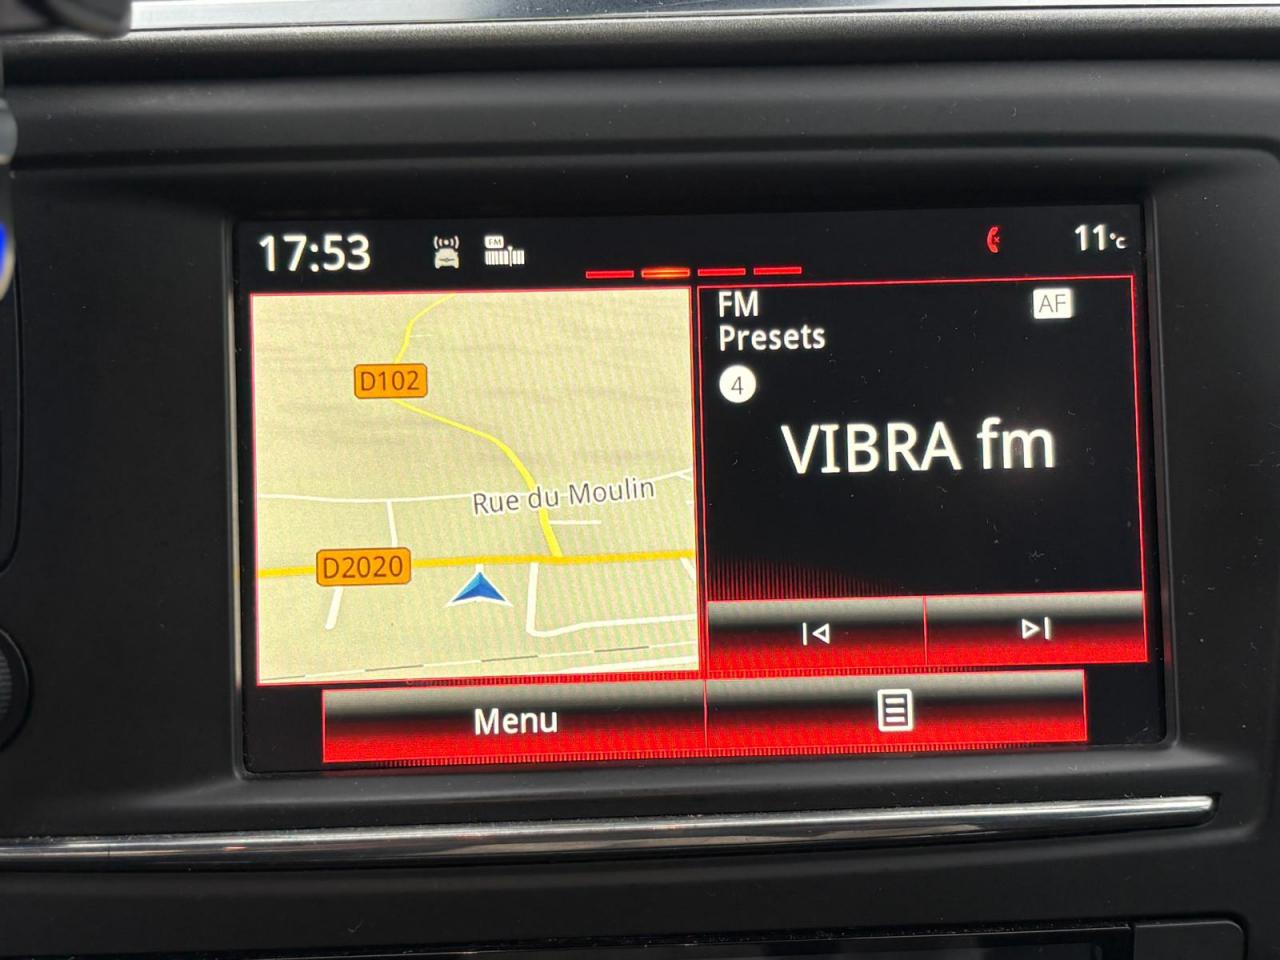 17:53
FM
11°c
FM
Presets
AF
4
VIBRA fm
D102
Rue du Moulin
D2020
Menu